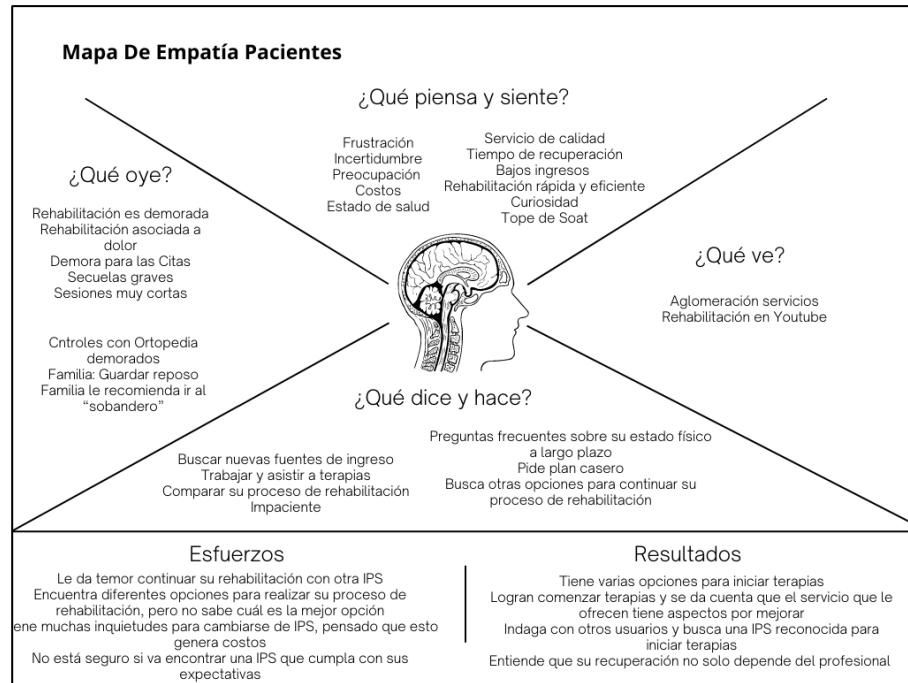 Mapa De Empatía Pacientes
¿Qué piensa y siente?
Frustración
Incertidumbre
Preocupación
Costos
Estado de salud
Servicio de calidad
Tiempo de recuperación
Bajos ingresos
Rehabilitación rápida y eficiente
Curiosidad
Tope de Soat
¿Qué oye?
Rehabilitación es demorada
Rehabilitación asociada a
dolor
Demora para las Citas
Secuelas graves
Sesiones muy cortas
Cntroles con Ortopedia
demorados
Familia: Guardar reposo
Familia le recomienda ir al
“sobandero”
¿Qué ve?
Aglomeración servicios
Rehabilitación en Youtube
¿Qué dice y hace?
Buscar nuevas fuentes de ingreso
Trabajar y asistir a terapias
Comparar su proceso de rehabilitación
Impaciente
Preguntas frecuentes sobre su estado físico
a largo plazo
Pide plan casero
Busca otras opciones para continuar su
proceso de rehabilitación
Esfuerzos
Le da temor continuar su rehabilitación con otra IPS
Encuentra diferentes opciones para realizar su proceso de
rehabilitación, pero no sabe cuál es la mejor opción
ene muchas inquietudes para cambiarse de IPS, pensado que esto
genera costos
No está seguro si va encontrar una IPS que cumpla con sus
expectativas
Resultados
Tiene varias opciones para iniciar terapias
Logran comenzar terapias y se da cuenta que el servicio que le
ofrecen tiene aspectos por mejorar
Indaga con otros usuarios y busca una IPS reconocida para
iniciar terapias
Entiende que su recuperación no solo depende del profesional